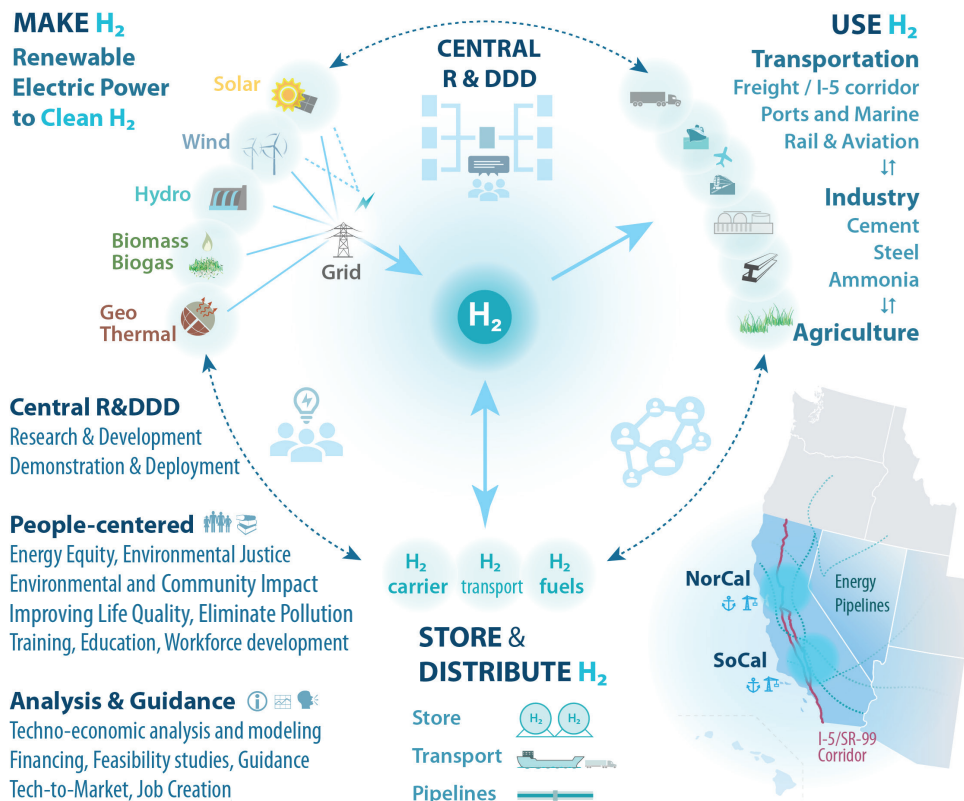 MAKE H₂
Renewable
Electric Power
to Clean H₂
Solar
Wind
Hydro
Biomass
Biogas
Geo
Thermal
Grid
CENTRAL
R & DDD
H₂
USE H₂
Transportation
Freight / I-5 corridor
Ports and Marine
Rail & Aviation
Industry
Cement
Steel
Ammonia
Agriculture
Central R&DDD
Research & Development
Demonstration & Deployment
People-centered
Energy Equity, Environmental Justice
Environmental and Community Impact
Improving Life Quality, Eliminate Pollution
Training, Education, Workforce development
Analysis & Guidance
Techno-economic analysis and modeling
Financing, Feasibility studies, Guidance
Tech-to-Market, Job Creation
H₂
carrier
H₂
transport
H₂
fuels
STORE &
DISTRIBUTE H₂
Store
H₂ H₂
Transport
Pipelines
NorCal
SoCal
Energy
Pipelines
I-5/SR-99
Corridor